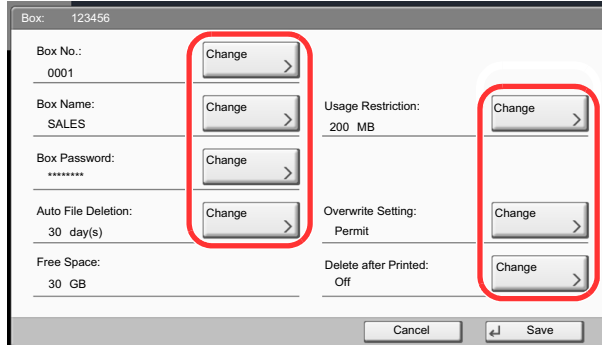 Box: 123456
Box No.:
0001
Change
Box Name:
SALES
Change
Usage Restriction:
200 MB
Change
Box Password:
********
Change
Auto File Deletion:
30 day(s)
Change
Overwrite Setting:
Permit
Change
Free Space:
30 GB
Delete after Printed:
Off
Change
Cancel
Save